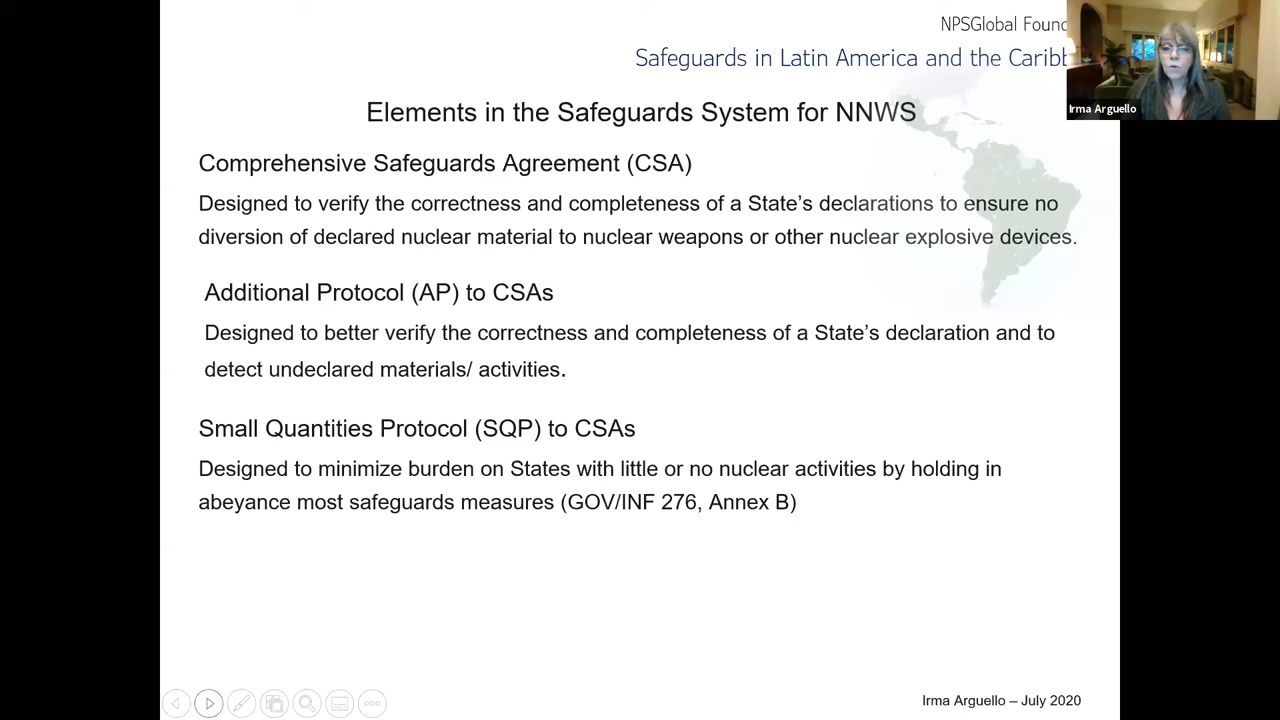 NPSGlobal
Safeguards in Latin America and the
Irma Arguello
Elements in the Safeguards System for NNWS
Comprehensive Safeguards Agreement (CSA)
Designed to verify the correctness and completeness of a State’s declarations to ensure no
diversion of declared nuclear material to nuclear weapons or other nuclear explosive devices.
Additional Protocol (AP) to CSAs
Designed to better verify the correctness and completeness of a State’s declaration and to
detect undeclared materials/ activities.
Small Quantities Protocol (SQP) to CSAs
Designed to minimize burden on States with little or no nuclear activities by holding in
abeyance most safeguards measures (GOV/INF 276, Annex B)
Irma Arguello – July 2020